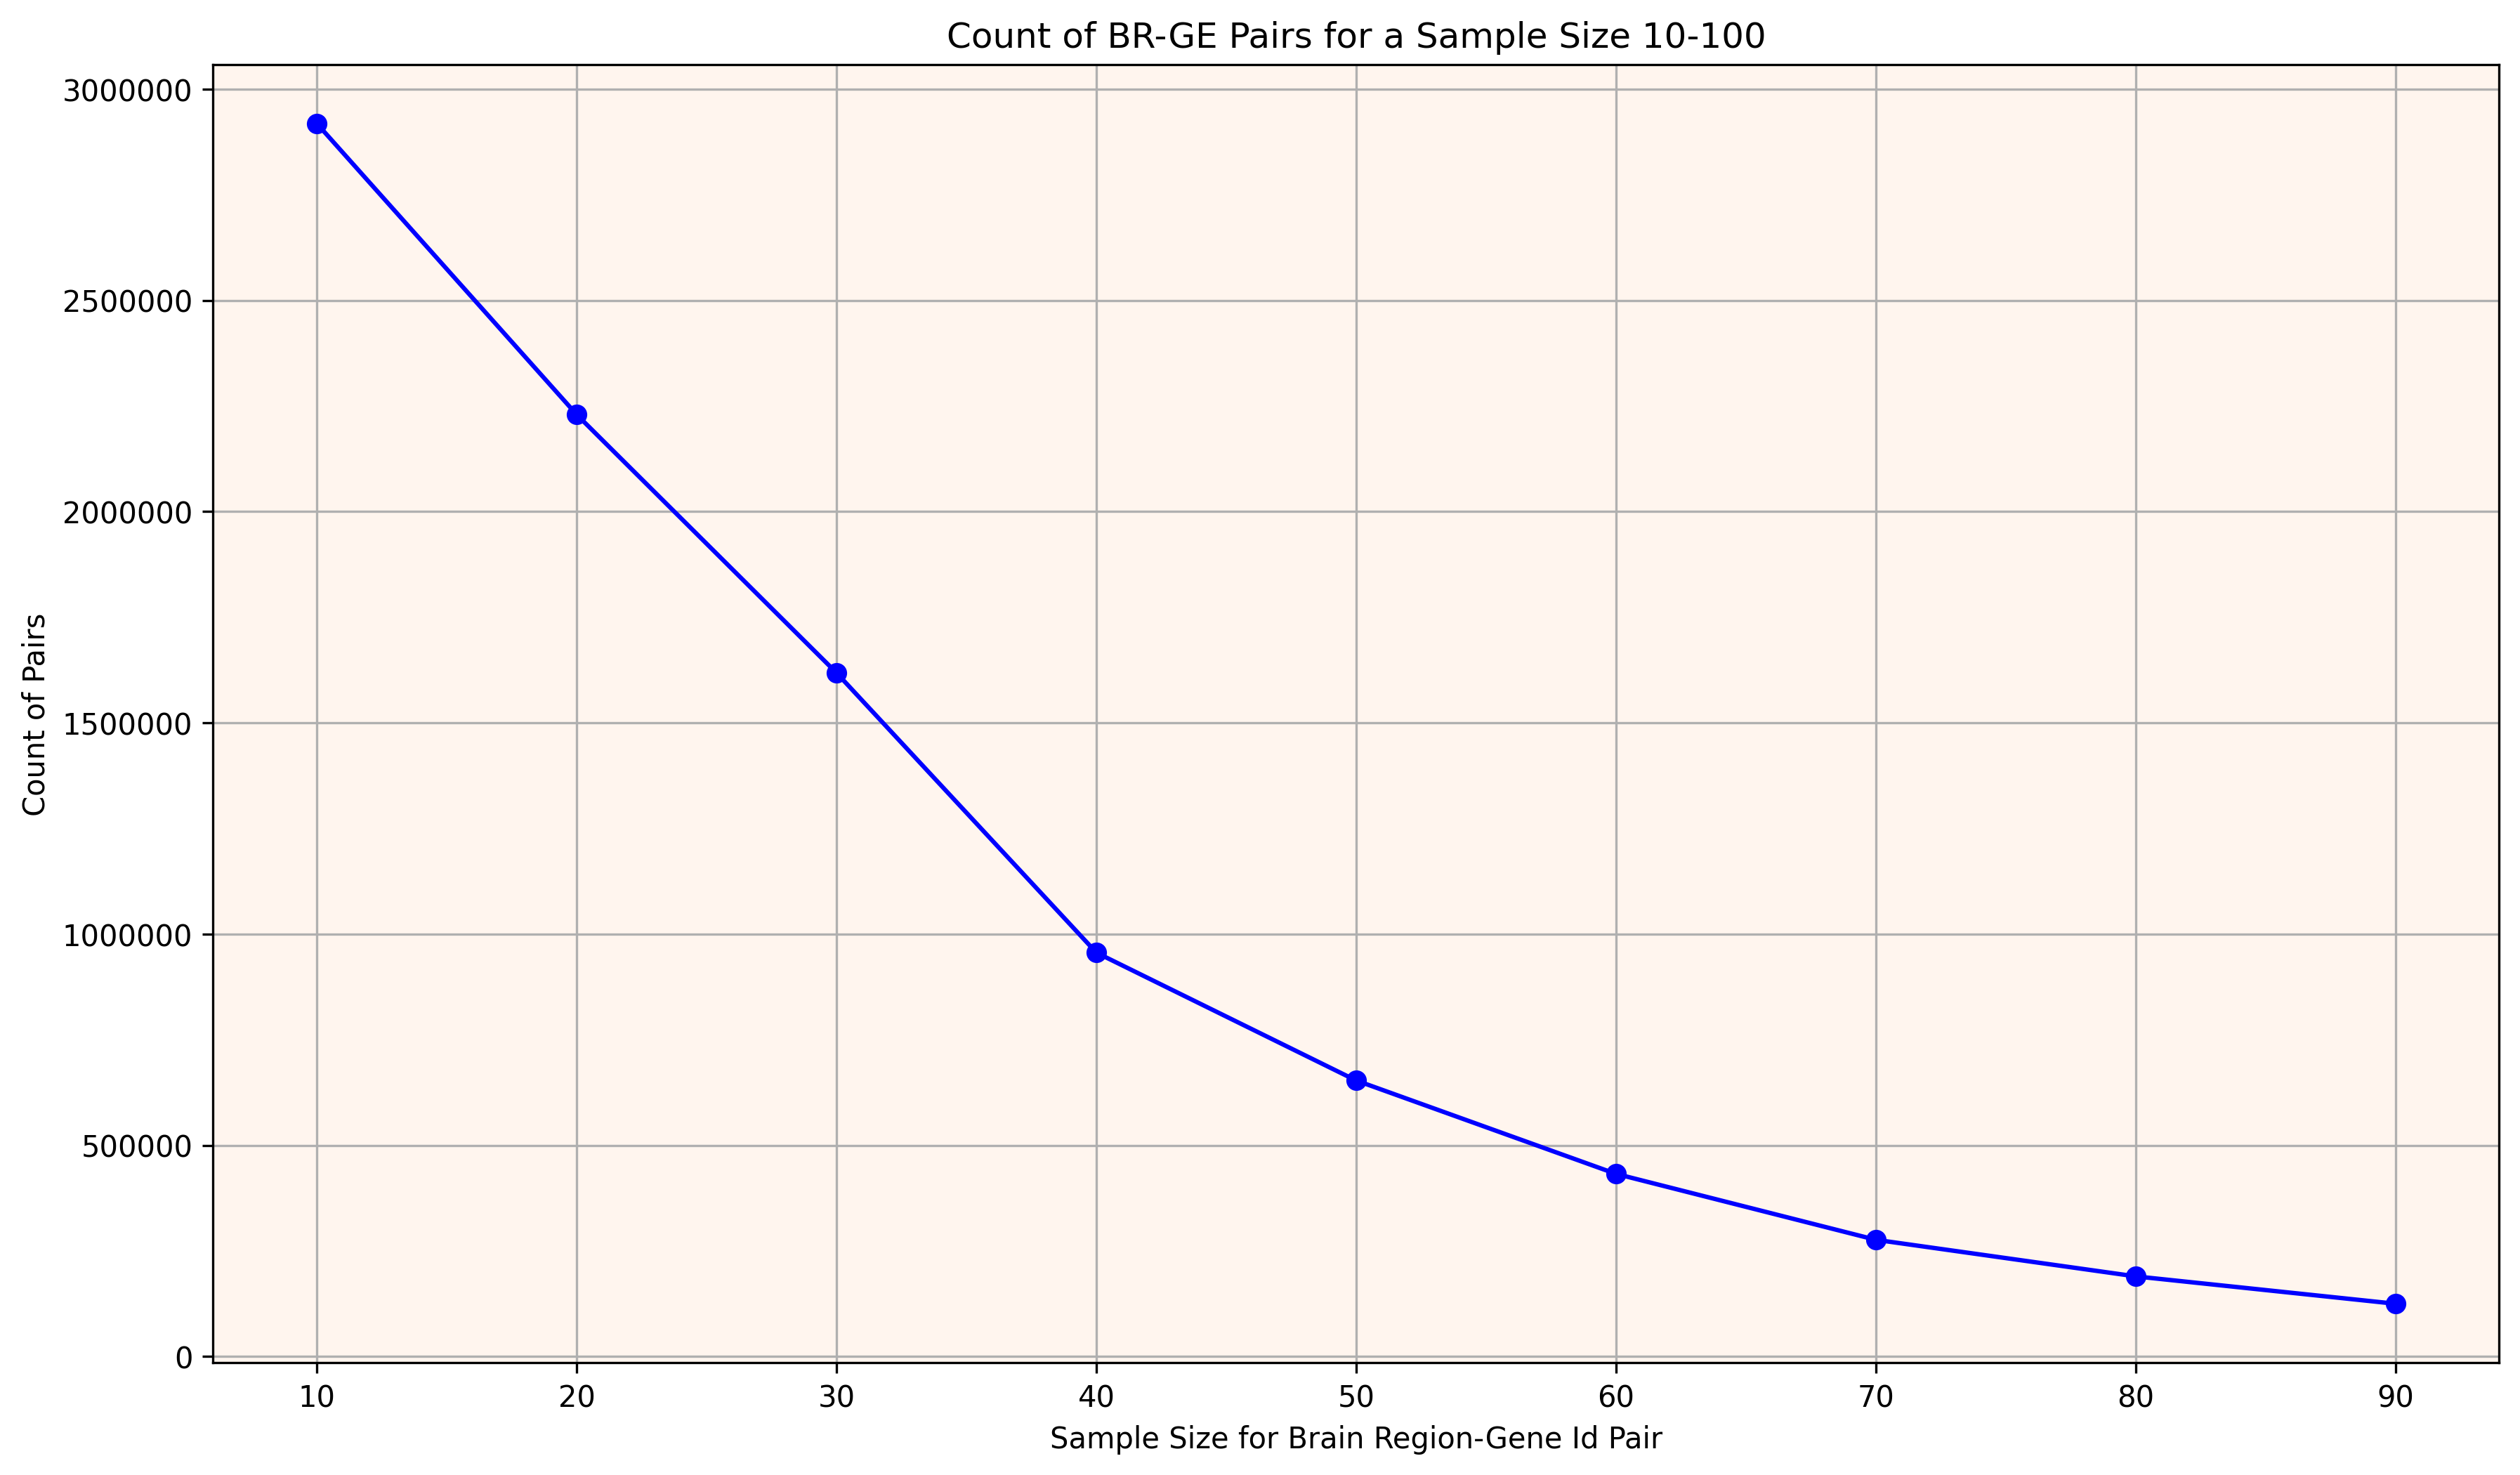 Count of BR-GE Pairs for a Sample Size 10-100
3000000
2500000
2000000
1500000
1000000
500000
0
Count of Pairs
10 20 30 40 50 60 70 80 90
Sample Size for Brain Region-Gene Id Pair